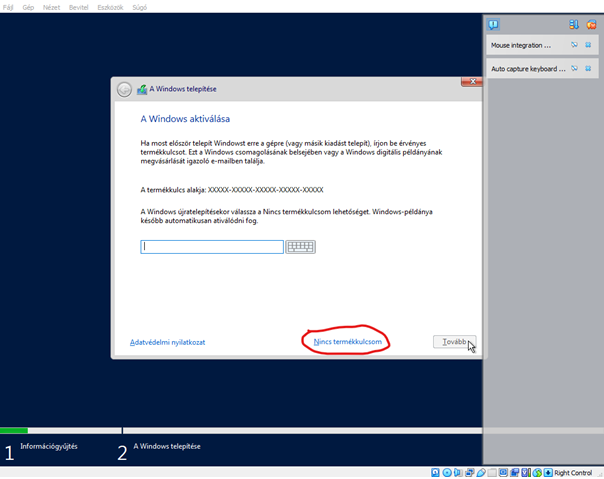 Fájl Gép Nézet Bevitel Eszközök Súgó
Mouse integration ...
Auto capture keyboard ...
A Windows telepítése
A Windows aktiválása
Ha most először telepít Windowst erre a gépre (vagy másik kiadást telepít), írjon be érvényes
termékkulcsot. Ezt a Windows csomagolásának belsejében vagy a Windows digitális példányának
megvásárlását igazoló e-mailben találja.
A termékkulcs alakja: XXXXX-XXXXX-XXXXX-XXXXX-XXXXX
A Windows újratelepítésekor válassza a Nincs termékkulcsom lehetőséget. Windows-példánya
később automatikusan ativálódni fog.
Adatvédelmi nyilatkozat
Nincs termékkulcsom
Tovább
1 Információgyűjtés
2 A Windows telepítése
Right Control